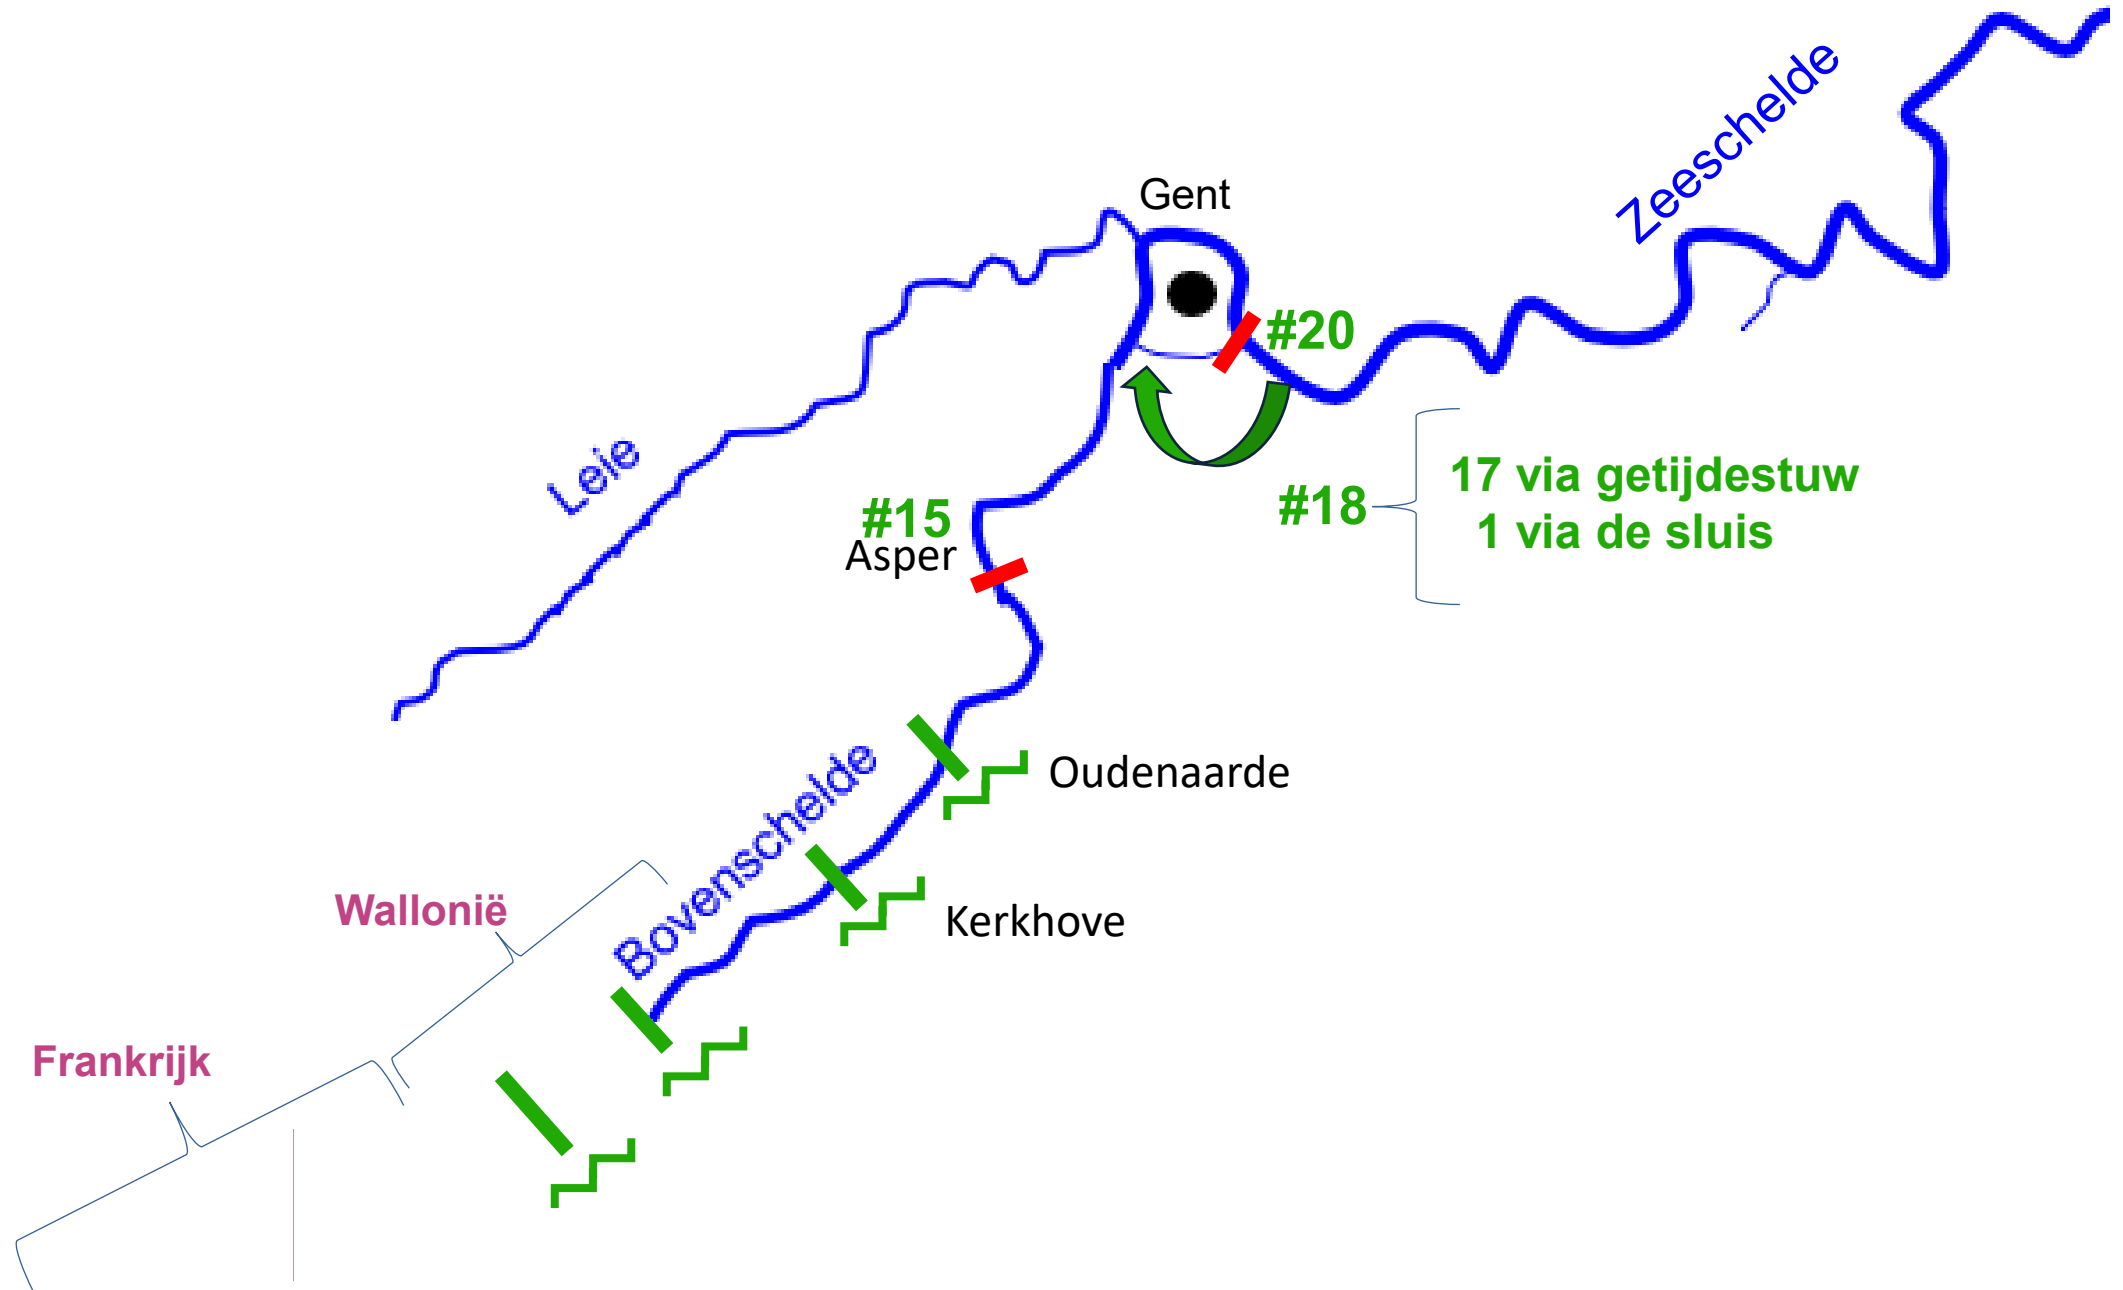 Zeeschelde
Gent
#20
Leie
17 via getijdestuw
#18
1 via de sluis
#15
Asper
Oudenaarde
Bovenschelde
Wallonië
Kerkhove
Frankrijk